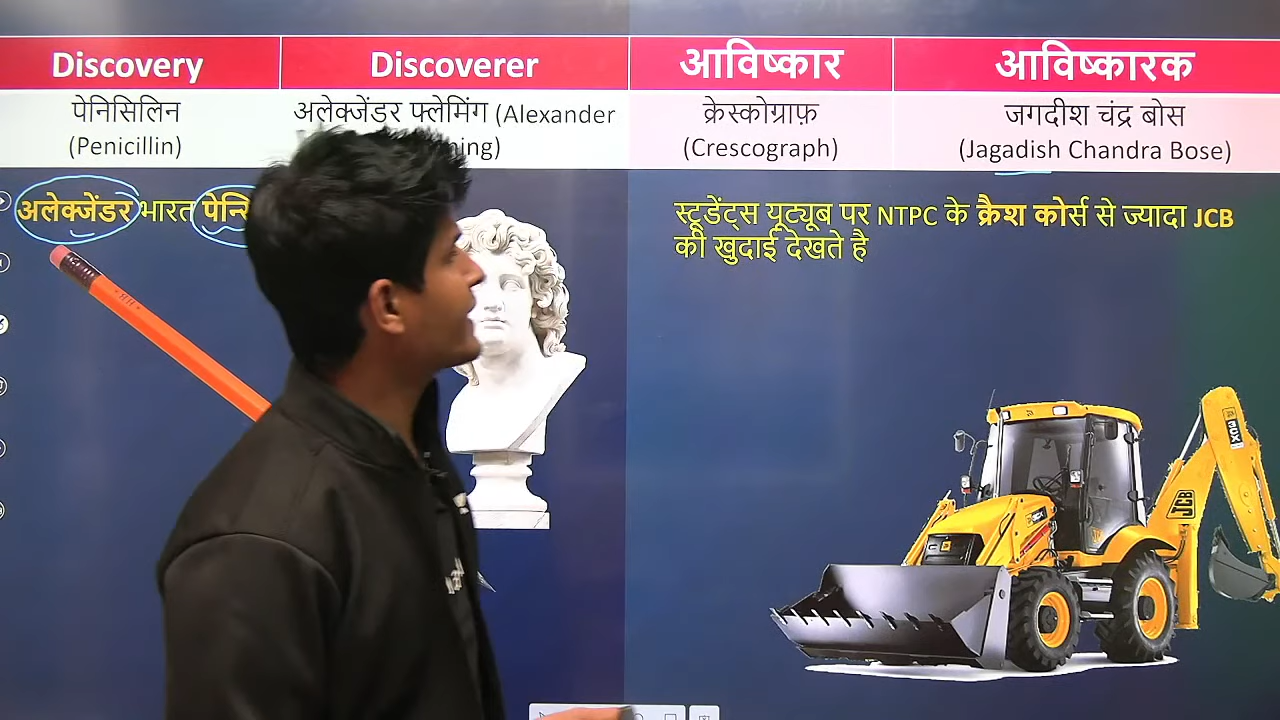 Discovery
Discoverer
आविष्कार
आविष्कारक
पेनिसिलिन
(Penicillin)
अलेक्जेंडर फ्लेमिंग (Alexander
क्रेस्कोग्राफ़
(Crescograph)
जगदीश चंद्र बोस
(Jagadish Chandra Bose)
अलेक्जेंडर भारत
स्टूडेंट्स यूट्यूब पर NTPC के क्रैश कोर्स से ज्यादा JCB
की खुदाई देखते है
JCB